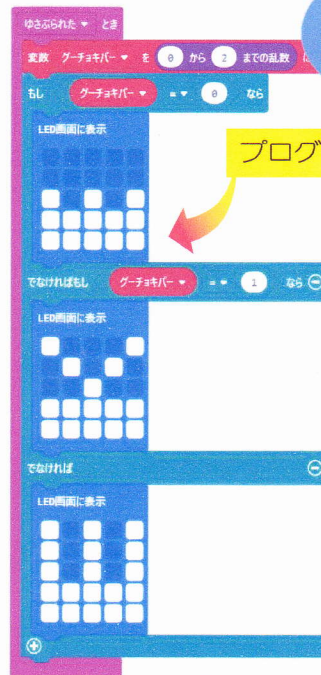 ゆさぶられた とき
変数 グーチョキパー を 0 から 2 までの乱数
もし グーチョキパー = 0 なら
LED画面に表示
プログ
でなければもし グーチョキパー = 1 なら
LED画面に表示
でなければ
LED画面に表示